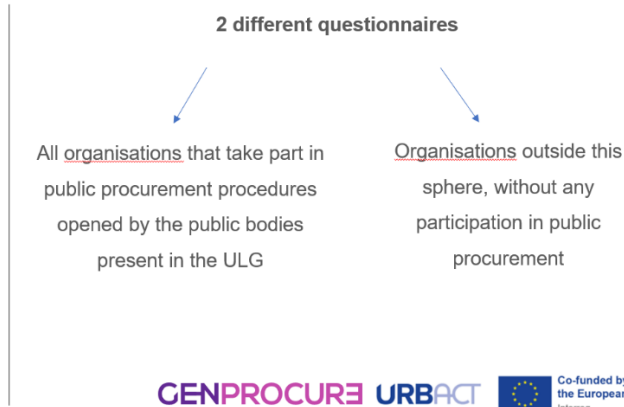 2 different questionnaires
All organisations that take part in
public procurement procedures
opened by the public bodies
present in the ULG
Organisations outside this
sphere, without any
participation in public
procurement
GENPROCURE URBACT
Co-funded by
the European